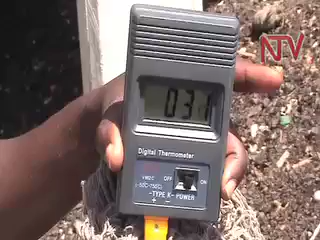 NTV
031
Digital Thermometer
OFF
ON
-TYPE K-POWER
+ -